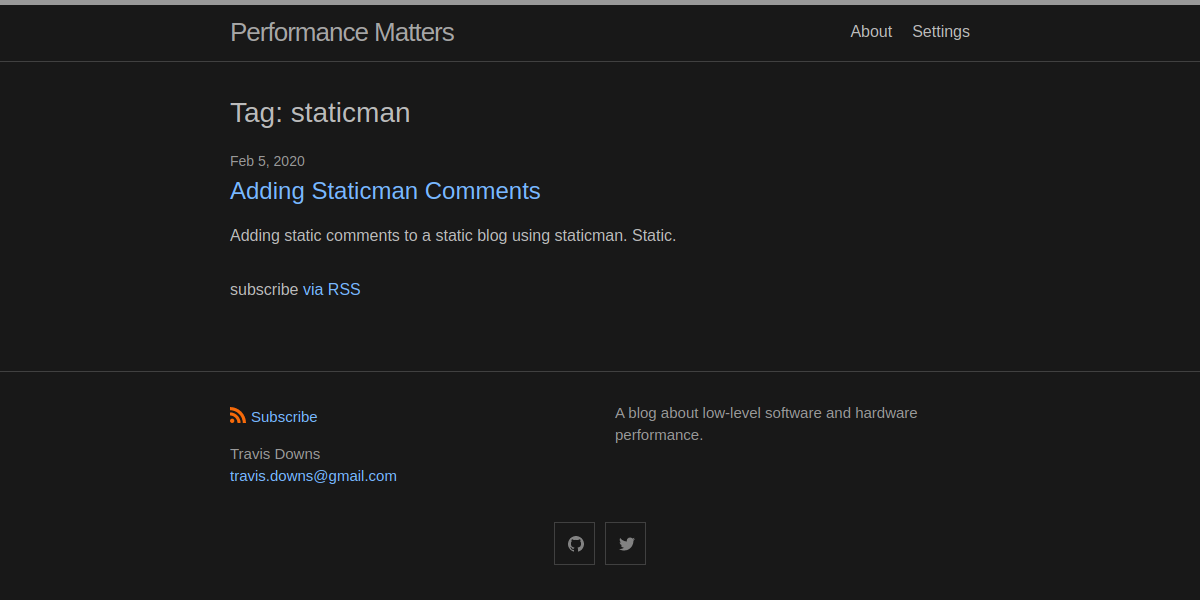 Performance Matters
About Settings
Tag: staticman
Feb 5, 2020
Adding Staticman Comments
Adding static comments to a static blog using staticman. Static.
subscribe via RSS
Subscribe
Travis Downs
travis.downs@gmail.com
A blog about low-level software and hardware
performance.